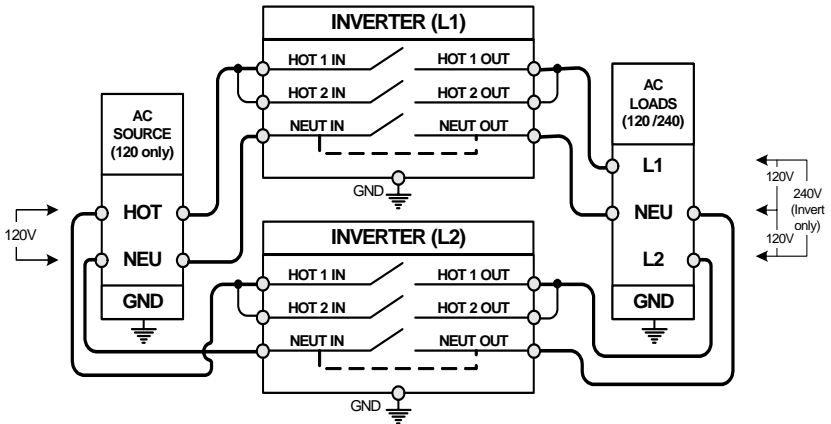 INVERTER (L1)
HOT 1 IN
HOT 1 OUT
HOT 2 IN
HOT 2 OUT
NEUT IN
NEUT OUT
GND
AC
SOURCE
(120 only)
HOT
NEU
GND
120V
AC
LOADS
(120 /240)
L1
NEU
L2
GND
120V
240V
(Invert
only)
120V
INVERTER (L2)
HOT 1 IN
HOT 1 OUT
HOT 2 IN
HOT 2 OUT
NEUT IN
NEUT OUT
GND